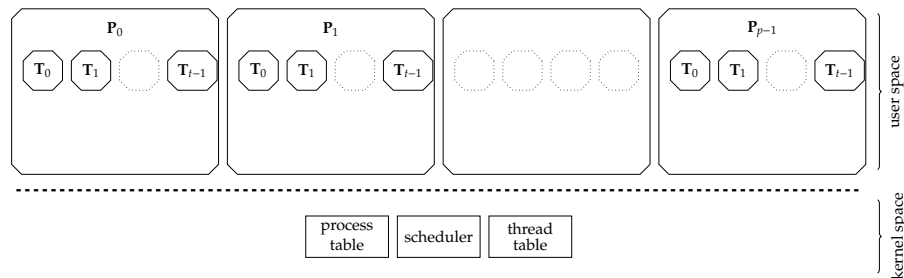 P₀ P₁ Pₚ₋₁
T₀ T₁ Tₜ₋₁ T₀ T₁ Tₜ₋₁ T₀ T₁ Tₜ₋₁
user space
process
table
scheduler
thread
table
kernel space